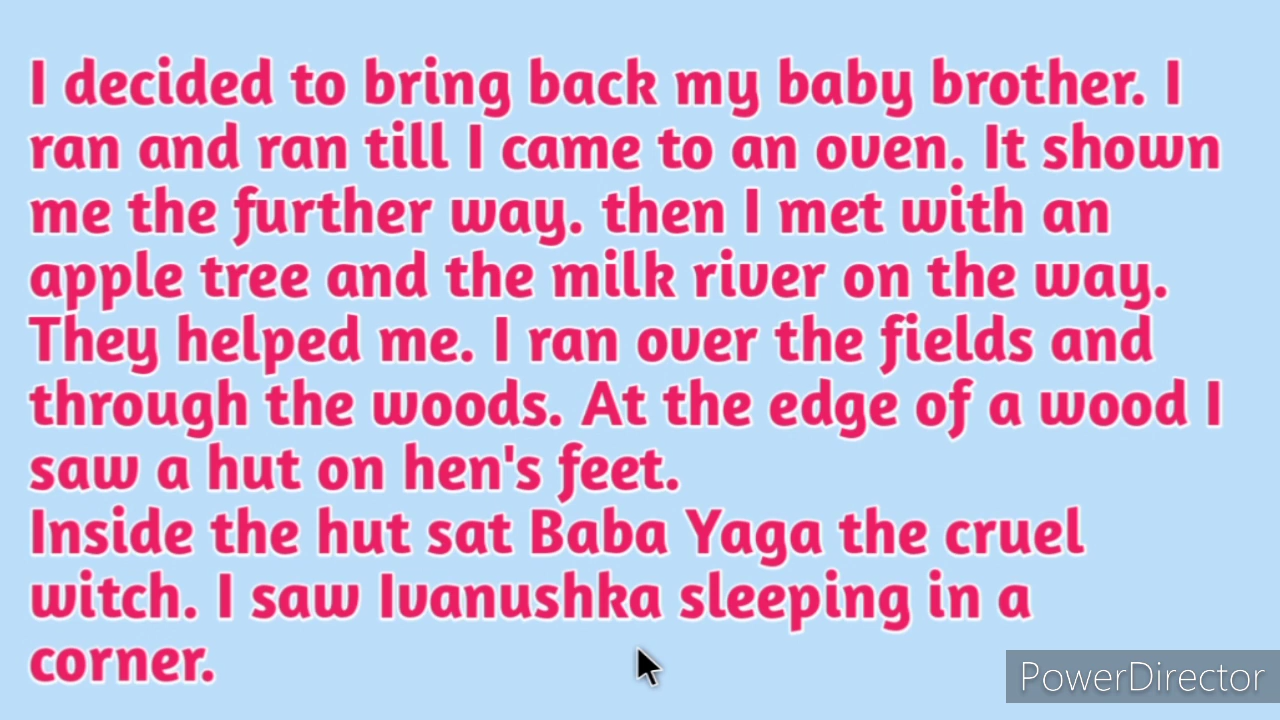 I decided to bring back my baby brother. I
ran and ran till I came to an oven. It shown
me the further way. then I met with an
apple tree and the milk river on the way.
They helped me. I ran over the fields and
through the woods. At the edge of a wood I
saw a hut on hen's feet.
Inside the hut sat Baba Yaga the cruel
witch. I saw Ivanushka sleeping in a
corner.
PowerDirector